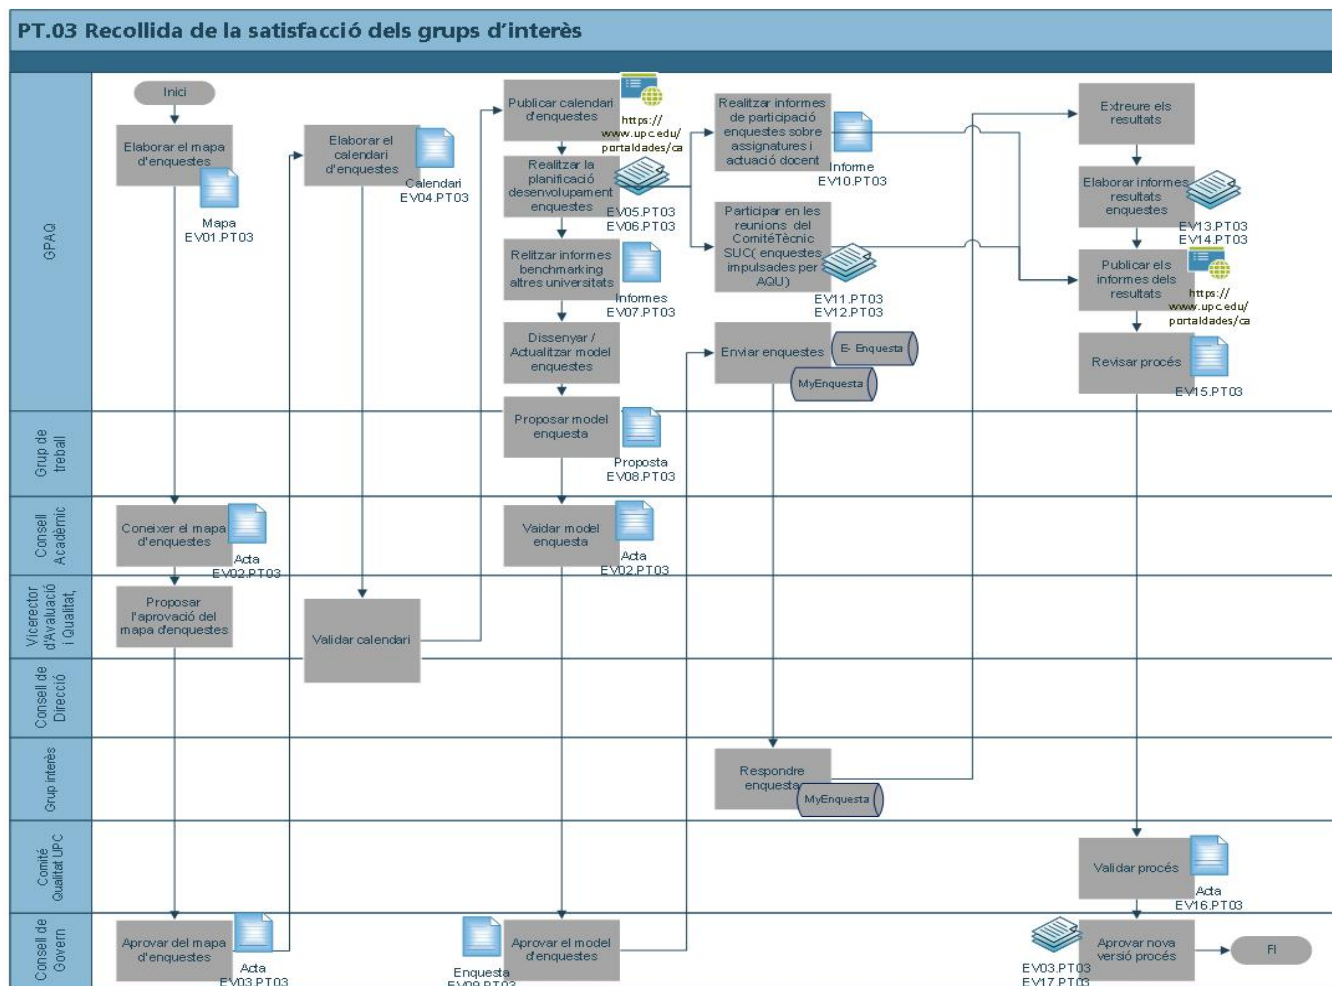 PT.03 Recollida de la satisfacció dels grups d'interès
GPAQ
Inici
Elaborar el mapa
d'enquestes
Mapa
EV01.PT03
Elaborar el
calendari
d'enquestes
Calendari
EV04.PT03
Publicar calendari
d'enquestes
https://
www.upc.edu/
portaldades/ca
Realitzar la
planificació
desenvolupament
enquestes
EV05.PT03
EV06.PT03
Relitzar informes
benchmarking
altres universitats
Informes
EV07.PT03
Dissenyar /
Actualitzar model
enquestes
Proposar model
enquesta
Proposta
EV08.PT03
Realitzar informes
de participació
enquestes sobre
assignatures i
actuació docent
Informe
EV10.PT03
Participar en les
reunions del
ComitéTècnic
SUC( enquestes
impulsades per
AQU)
EV11.PT03
EV12.PT03
Enviar enquestes
E- Enquesta
MyEnquesta
Extreure els
resultats
Elaborar informes
resultats
enquestes
EV13.PT03
EV14.PT03
Publicar els
informes dels
resultats
https://
www.upc.edu/
portaldades/ca
Revisar procés
EV15.PT03
Grup de
treball
Consell
Acadèmic
Coneixer el mapa
d'enquestes
Acta
EV02.PT03
Vaidar model
enquesta
Acta
EV02.PT03
Vicerector
d'Avaluació
i Qualitat,
Proposar
l'aprovació del
mapa d'enquestes
Validar calendari
Consell de
Direcció
Grup interès
Respondre
enquesta
MyEnquesta
Comité
Qualitat UPC
Validar procés
Acta
EV16.PT03
Consell de
Govern
Aprovar del mapa
d'enquestes
Acta
EV03.PT03
Enquesta
EV09.PT03
Aprovar el model
d'enquestes
EV03.PT03
EV17.PT03
Aprovar nova
versió procés
FI